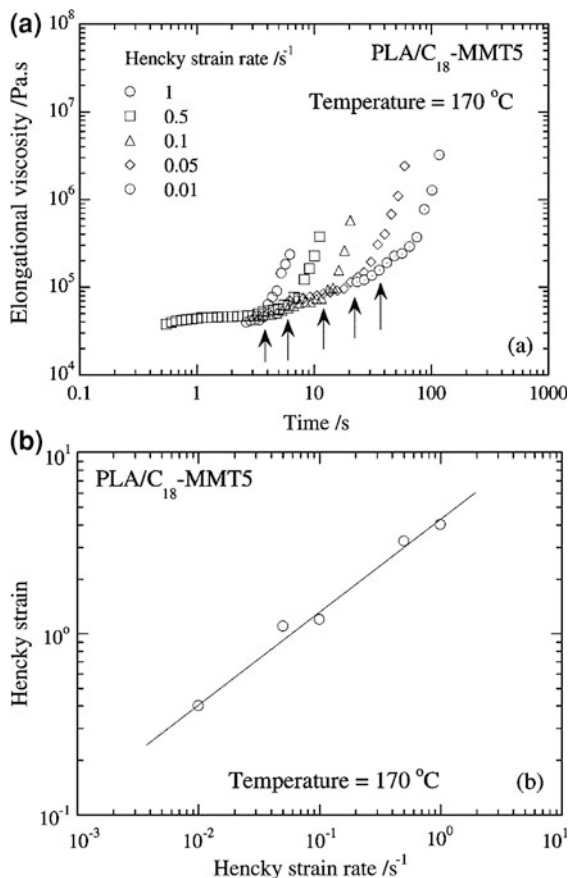 (a)
10^8
10^7
10^6
10^5
10^4
Elongational viscosity /Pa.s
Hencky strain rate /s^-1
1
0.5
0.1
0.05
0.01
PLA/C_18-MMT5
Temperature = 170 °C
(a)
0.1 1 10 100 1000
Time /s
(b)
10^1
10^0
10^-1
Hencky strain
PLA/C_18-MMT5
Temperature = 170 °C
(b)
10^-3 10^-2 10^-1 10^0 10^1
Hencky strain rate /s^-1